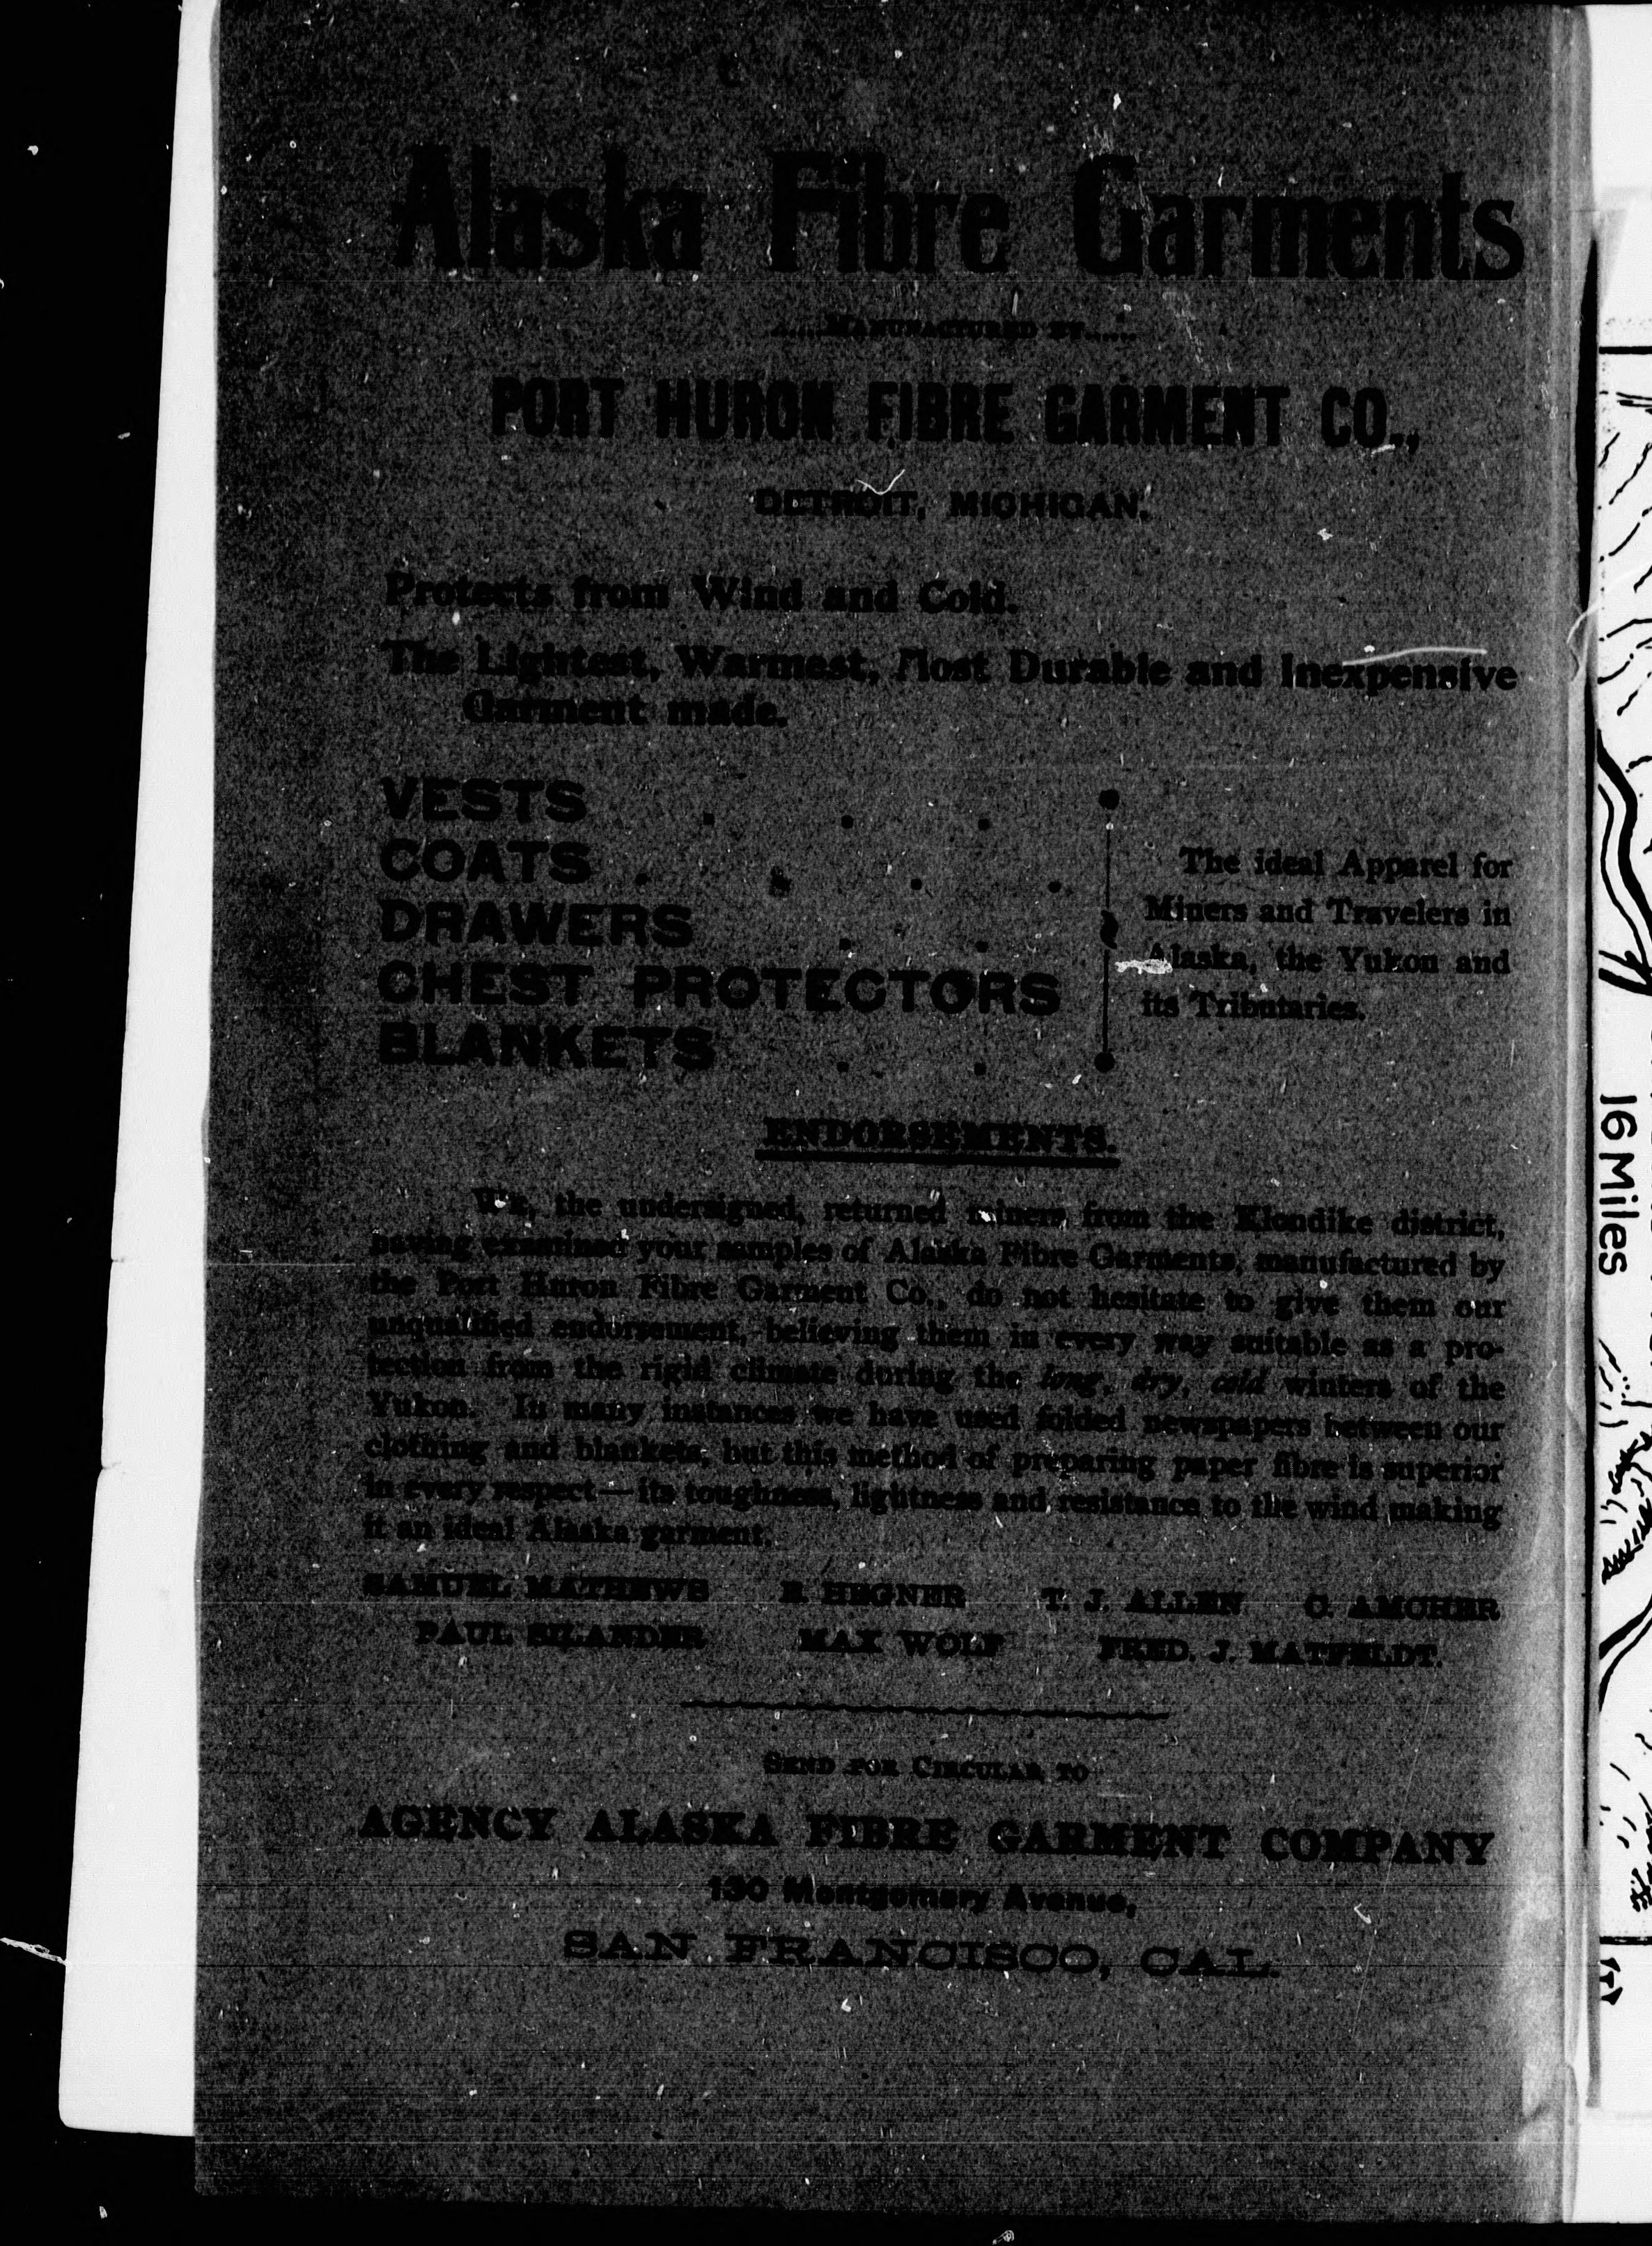 Alaska Fibre Garments
.....MANUFACTURED BY.....
PORT HURON FIBRE GARMENT CO.,
DETROIT, MICHIGAN.
Protects from Wind and Cold.
The Lightest, Warmest, Most Durable and Inexpensive
Garment made.
VESTS . . .
COATS . . . .
DRAWERS . . .
CHEST PROTECTORS
BLANKETS . .
The ideal Apparel for
Miners and Travelers in
Alaska, the Yukon and
its Tributaries.
ENDORSEMENTS.
We, the undersigned, returned miners from the Klondike district,
having examined your samples of Alaska Fibre Garments, manufactured by
the Port Huron Fibre Garment Co., do not hesitate to give them our
unqualified endorsement, believing them in every way suitable as a pro-
tection from the rigid climate during the long, dry, cold winters of the
Yukon. In many instances we have used folded newspapers between our
clothing and blankets, but this method of preparing paper fibre is superior
in every respect—its toughness, lightness and resistance to the wind making
it an ideal Alaska garment.
SAMUEL MATHEWS E. HEGNER T. J. ALLEN C. AMCHER
PAUL SILANDER MAX WOLF FRED. J. MATFELDT.
SEND FOR CIRCULAR TO
AGENCY ALASKA FIBRE GARMENT COMPANY
130 Montgomery Avenue,
SAN FRANCISCO, CAL.
16 Miles